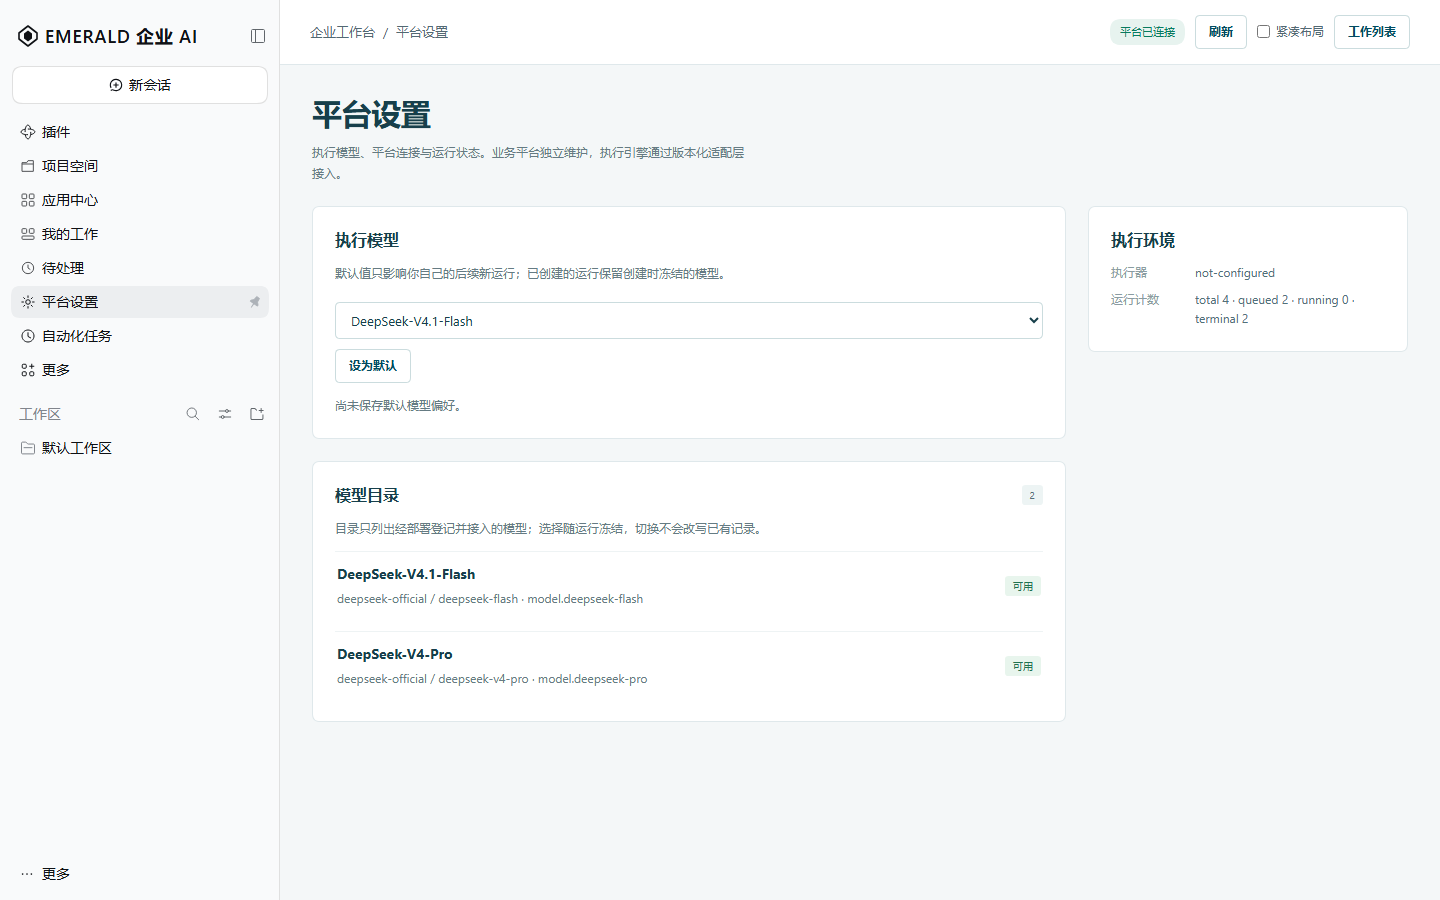 EMERALD 企业 AI
新会话
插件
项目空间
应用中心
我的工作
待处理
平台设置
自动化任务
更多
工作区
默认工作区
更多
企业工作台 / 平台设置
平台已连接
刷新
紧凑布局
工作列表
平台设置
执行模型、平台连接与运行状态。业务平台独立维护，执行引擎通过版本化适配层
接入。
执行模型
默认值只影响你自己的后续新运行；已创建的运行保留创建时冻结的模型。
DeepSeek-V4.1-Flash
设为默认
尚未保存默认模型偏好。
模型目录
2
目录只列出经部署登记并接入的模型；选择随运行冻结，切换不会改写已有记录。
DeepSeek-V4.1-Flash
deepseek-official / deepseek-flash · model.deepseek-flash
可用
DeepSeek-V4-Pro
deepseek-official / deepseek-v4-pro · model.deepseek-pro
可用
执行环境
执行器 not-configured
运行计数 total 4 · queued 2 · running 0 ·
terminal 2